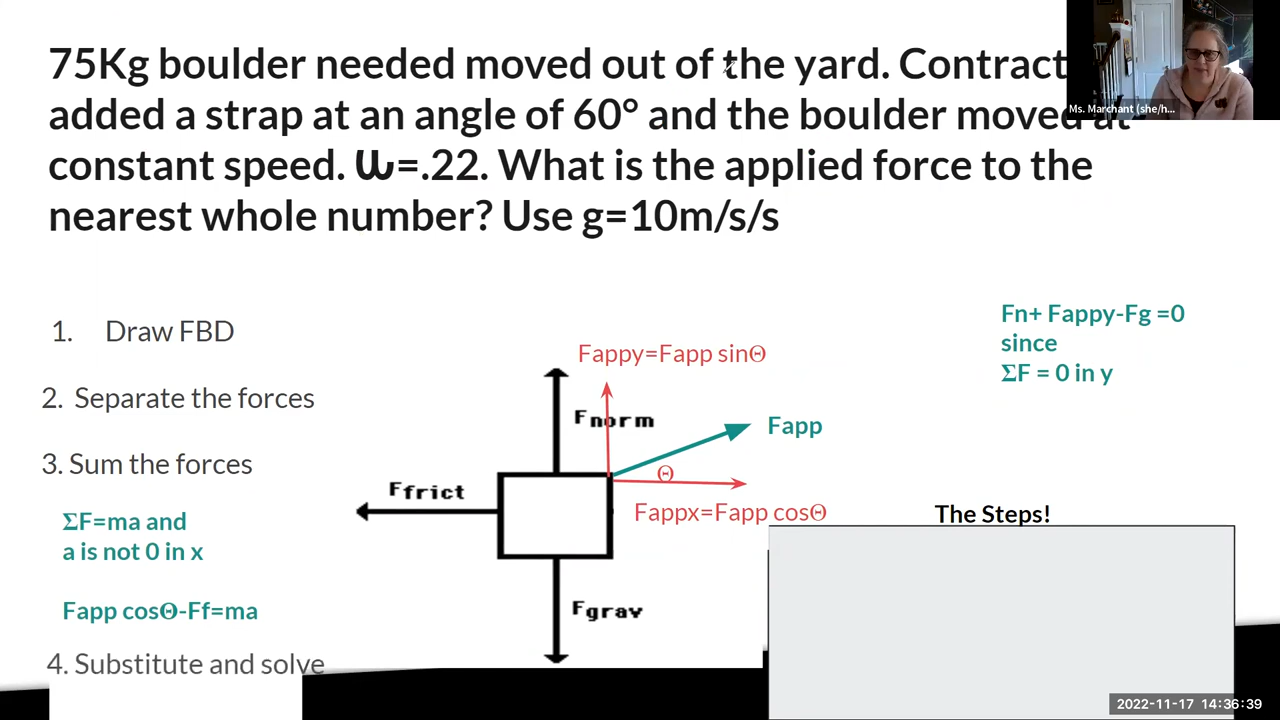 75Kg boulder needed moved out of the yard. Contract
added a strap at an angle of 60° and the boulder moved at
constant speed. ꟺ=.22. What is the applied force to the
nearest whole number? Use g=10m/s/s
Ms. Marchant (she/h...
1. Draw FBD
2. Separate the forces
3. Sum the forces
ΣF=ma and
a is not 0 in x
Fapp cosΘ-Ff=ma
4. Substitute and solve
Fappy=Fapp sinΘ
Fnorm
Fapp
Θ
Ffrict
Fappx=Fapp cosΘ
Fgrav
Fn+ Fappy-Fg =0
since
ΣF = 0 in y
The Steps!
2022-11-17 14:36:39